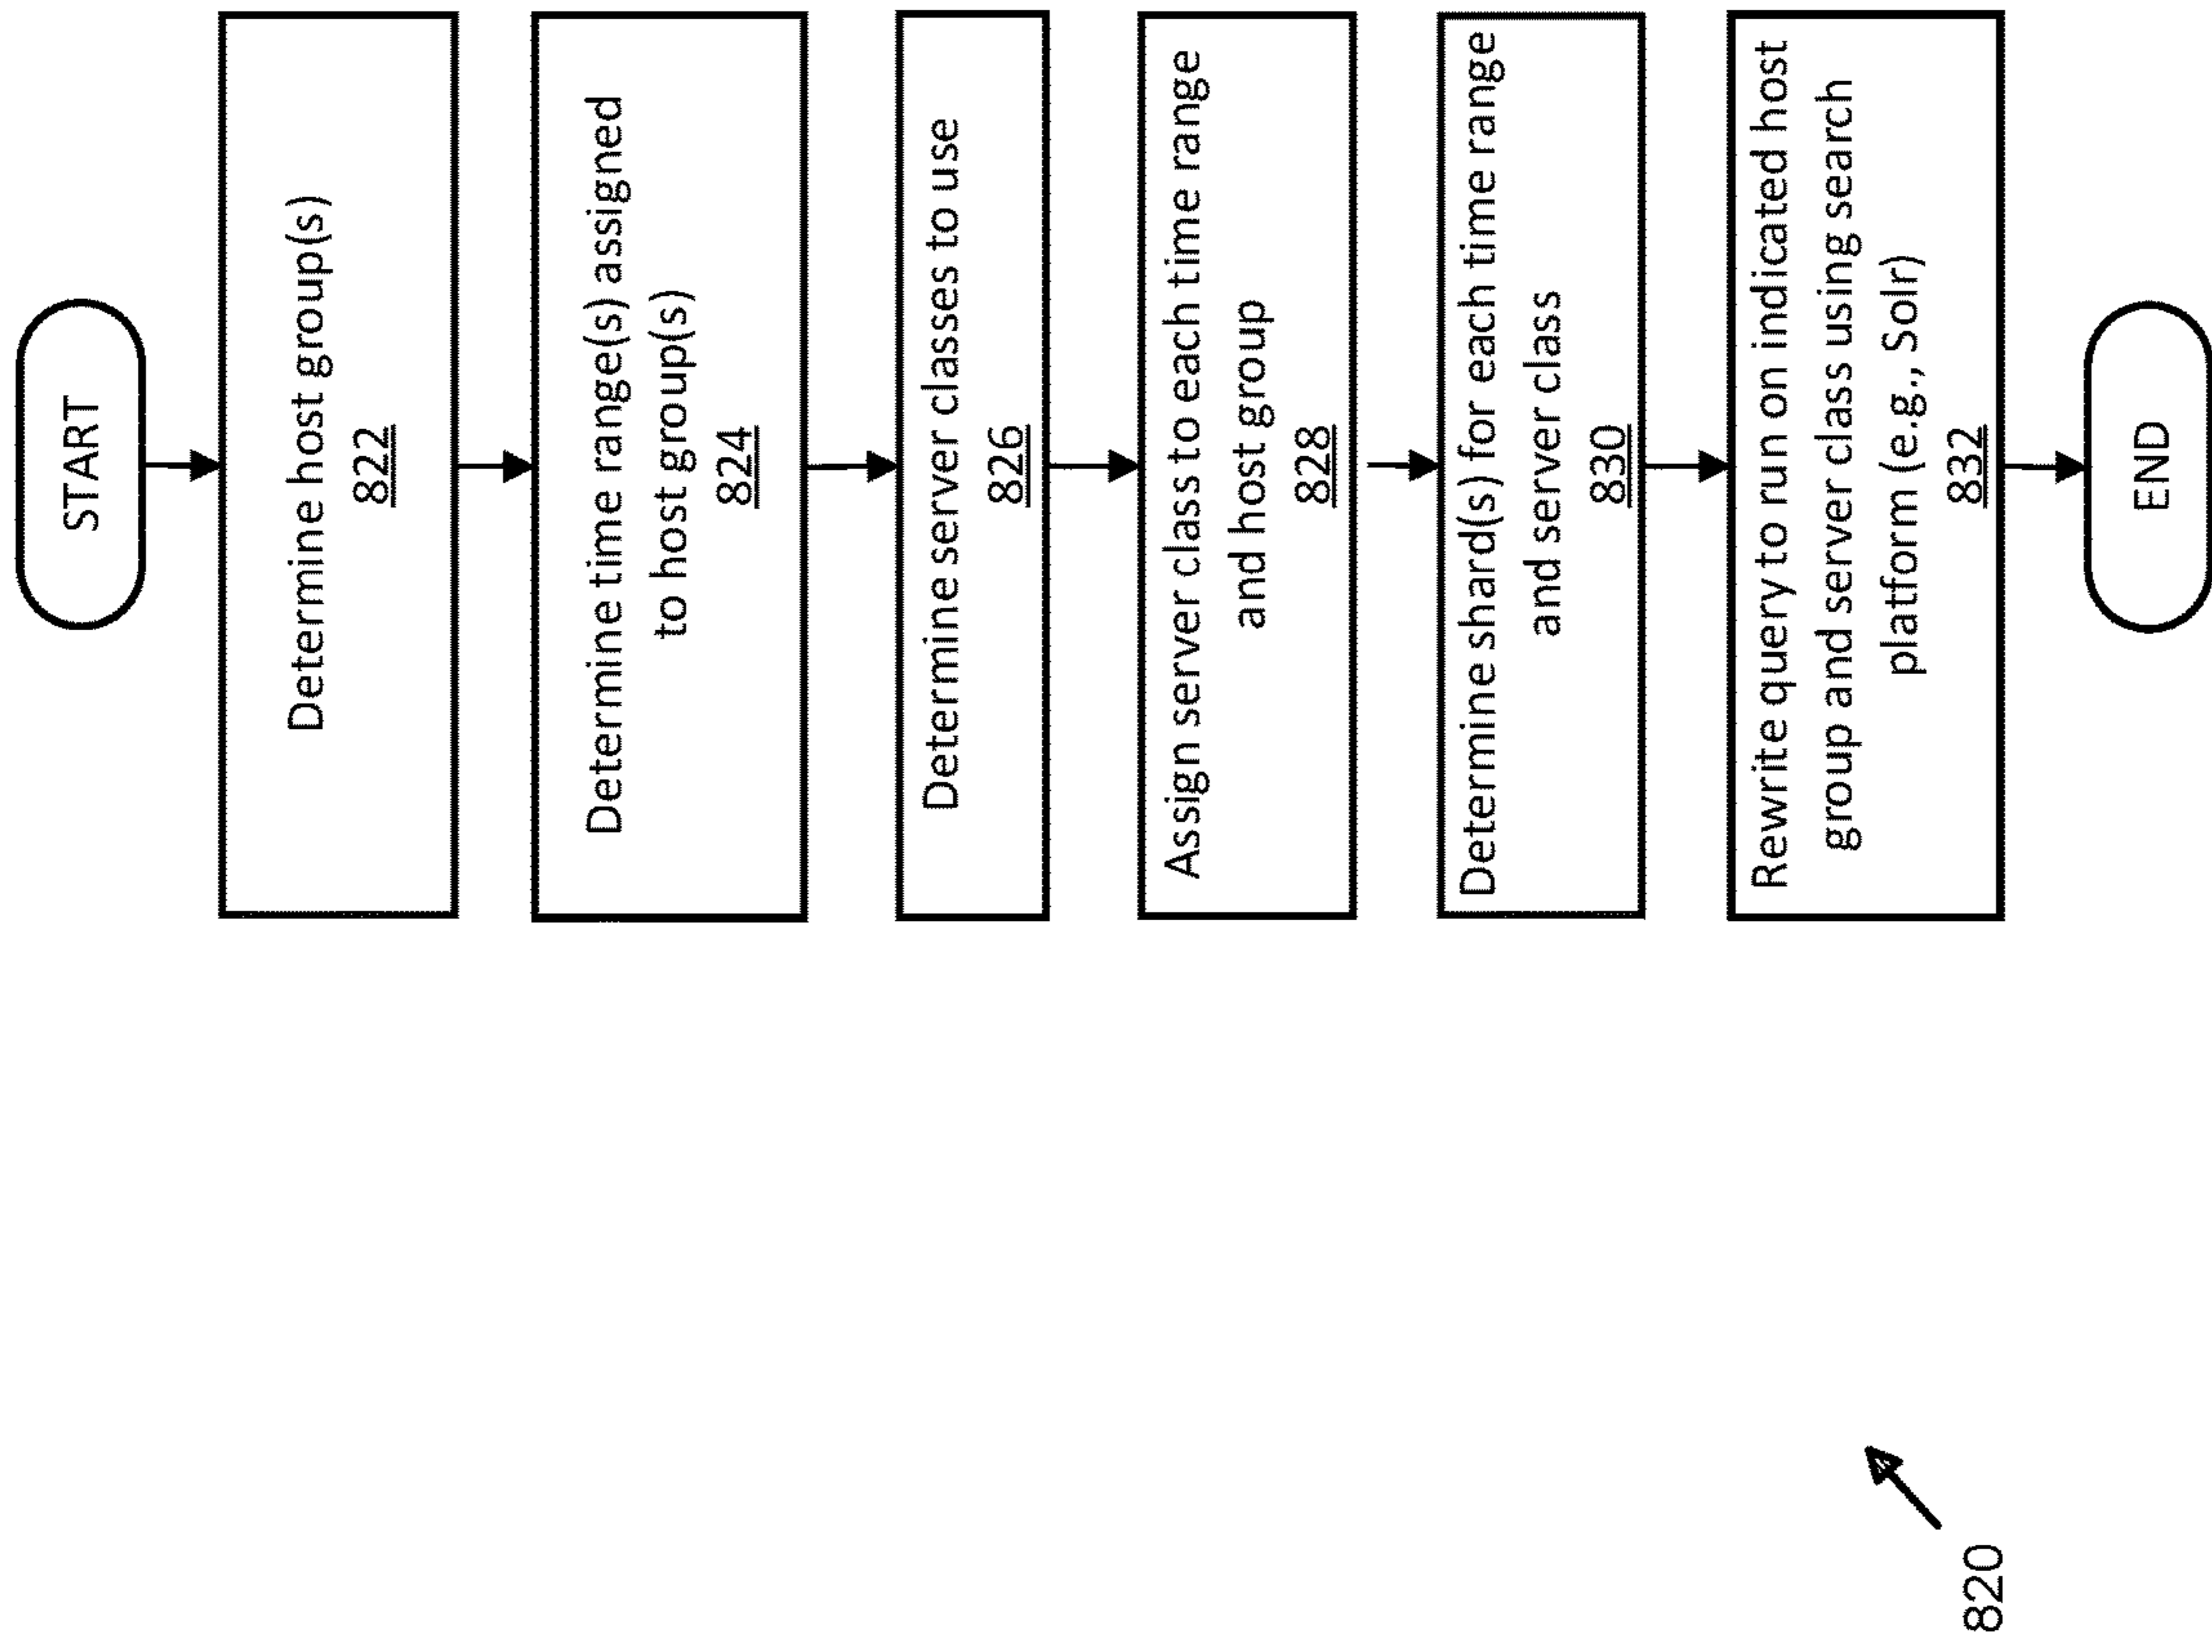 START
Determine host group(s)
822
Determine time range(s) assigned
to host group(s)
824
Determine server classes to use
826
Assign server class to each time range
and host group
828
Determine shard(s) for each time range
and server class
830
Rewrite query to run on indicated host
group and server class using search
platform (e.g., Solr)
832
END
820